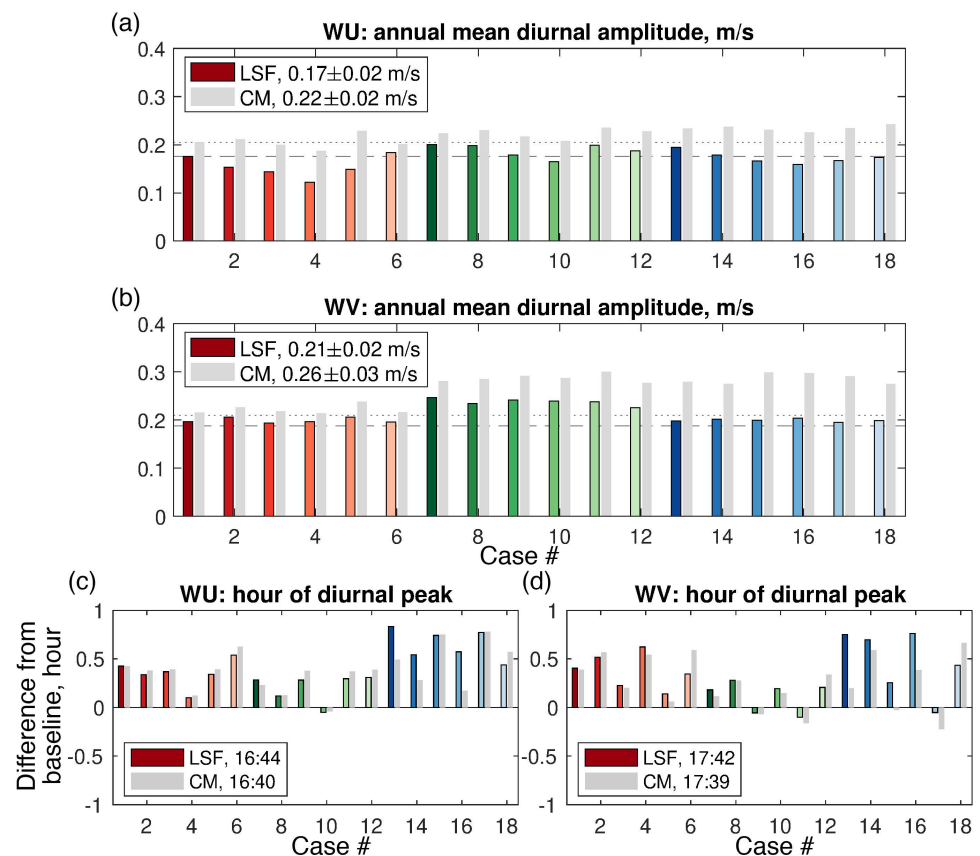 (a)
WU: annual mean diurnal amplitude, m/s
0.4
0.3
0.2
0.1
0
LSF, 0.17±0.02 m/s
CM, 0.22±0.02 m/s
2 4 6 8 10 12 14 16 18
(b)
WV: annual mean diurnal amplitude, m/s
0.4
0.3
0.2
0.1
0
LSF, 0.21±0.02 m/s
CM, 0.26±0.03 m/s
2 4 6 8 10 12 14 16 18
Case #
(c)
WU: hour of diurnal peak
Difference from
baseline, hour
1
0.5
0
-0.5
-1
LSF, 16:44
CM, 16:40
2 4 6 8 10 12 14 16 18
Case #
(d)
WV: hour of diurnal peak
1
0.5
0
-0.5
-1
LSF, 17:42
CM, 17:39
2 4 6 8 10 12 14 16 18
Case #